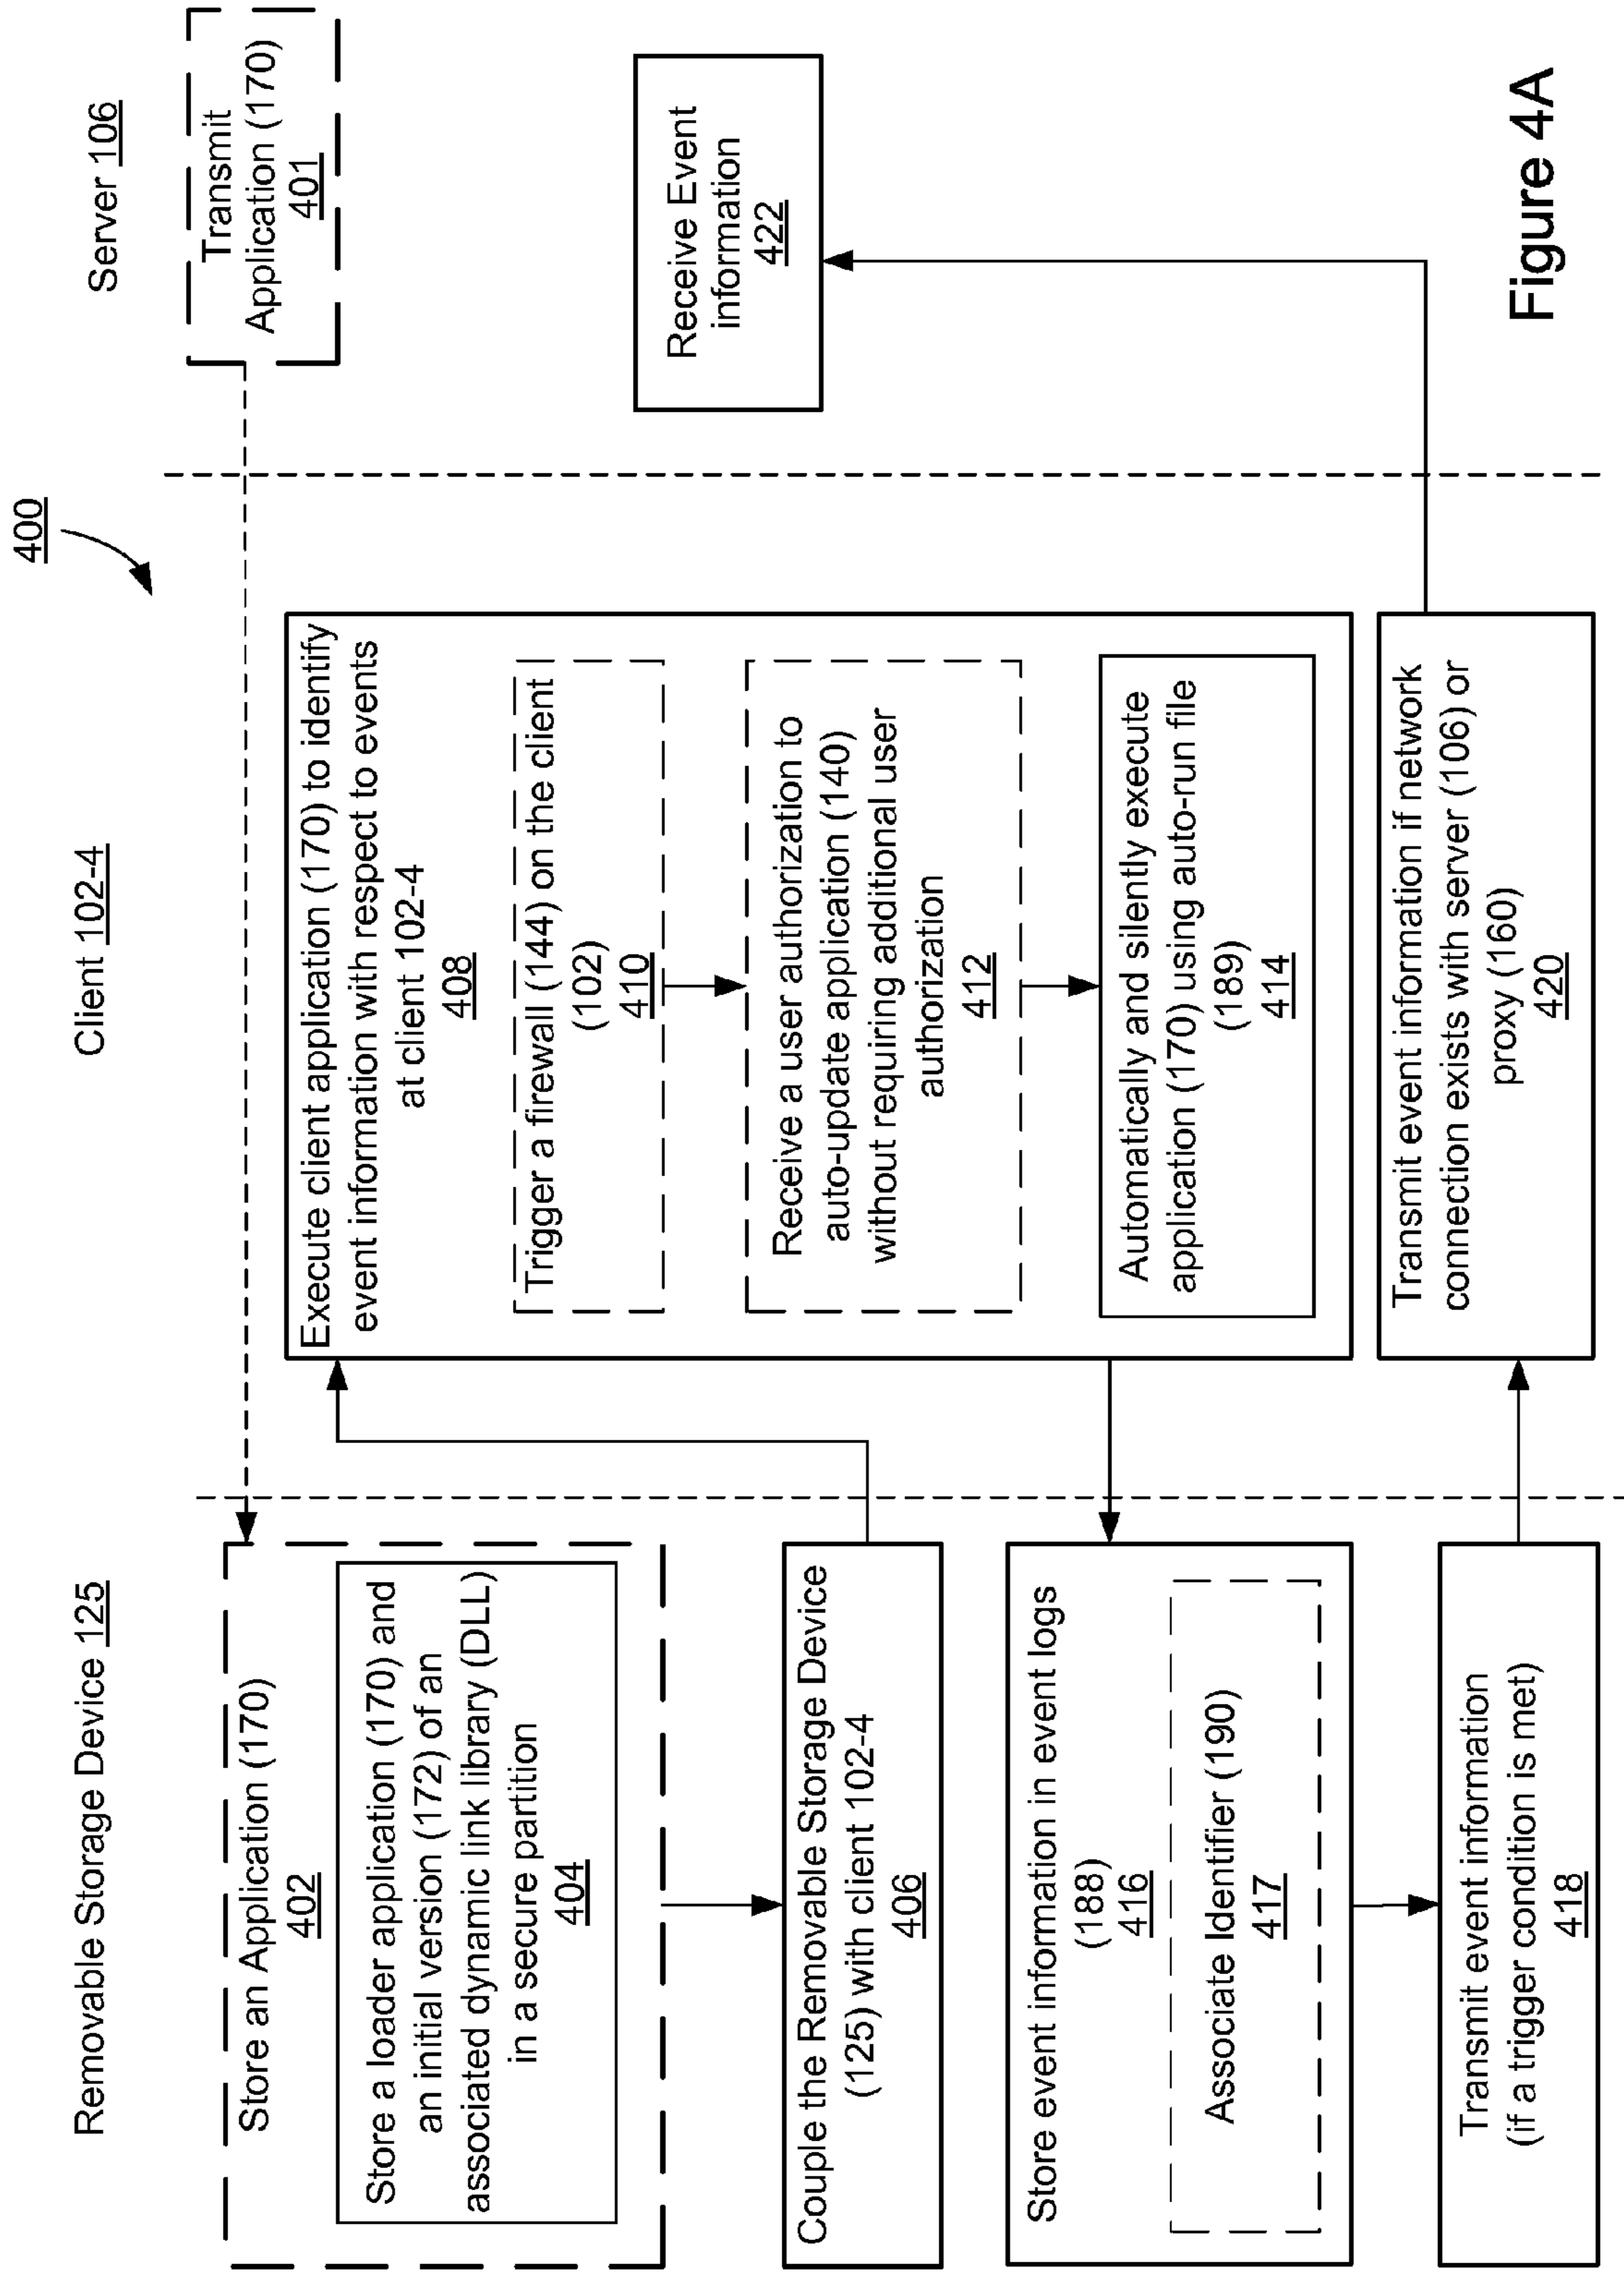 400
Removable Storage Device 125
Client 102-4
Server 106
Transmit
Application (170)
401
Store an Application (170)
402
Store a loader application (170) and
an initial version (172) of an
associated dynamic link library (DLL)
in a secure partition
404
Couple the Removable Storage Device
(125) with client 102-4
406
Execute client application (170) to identify
event information with respect to events
at client 102-4
408
Trigger a firewall (144) on the client
(102)
410
Receive a user authorization to
auto-update application (140)
without requiring additional user
authorization
412
Automatically and silently execute
application (170) using auto-run file
(189)
414
Store event information in event logs
(188)
416
Associate Identifier (190)
417
Transmit event information
(if a trigger condition is met)
418
Transmit event information if network
connection exists with server (106) or
proxy (160)
420
Receive Event
information
422
Figure 4A